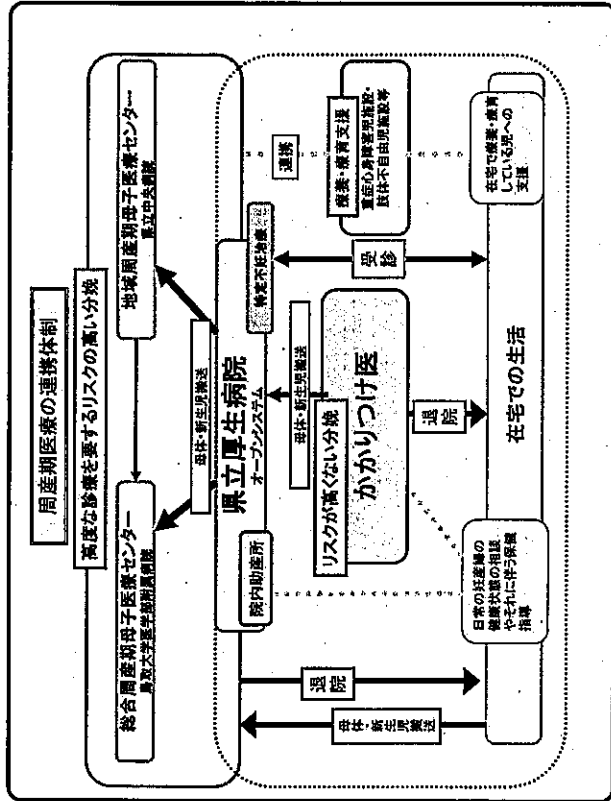 周産期医療の連携体制
高度な診療を要するリスクの高い分娩
総合周産期母子医療センター
鳥取大学医学部附属病院
地域周産期母子医療センター
県立中央病院
母体・新生児搬送
県立厚生病院
オープンシステム
院内助産所
特定不妊治療
母体・新生児搬送
リスクが高くない分娩
かかりつけ医
連携
療養・療育支援
重症心身障害児施設・
肢体不自由児施設等
退院
母体・新生児搬送
退院
受診
日常の妊産婦の
健康状態の相談
やそれに伴う保健
指導
在宅での生活
在宅で療養・療育
している児への
支援